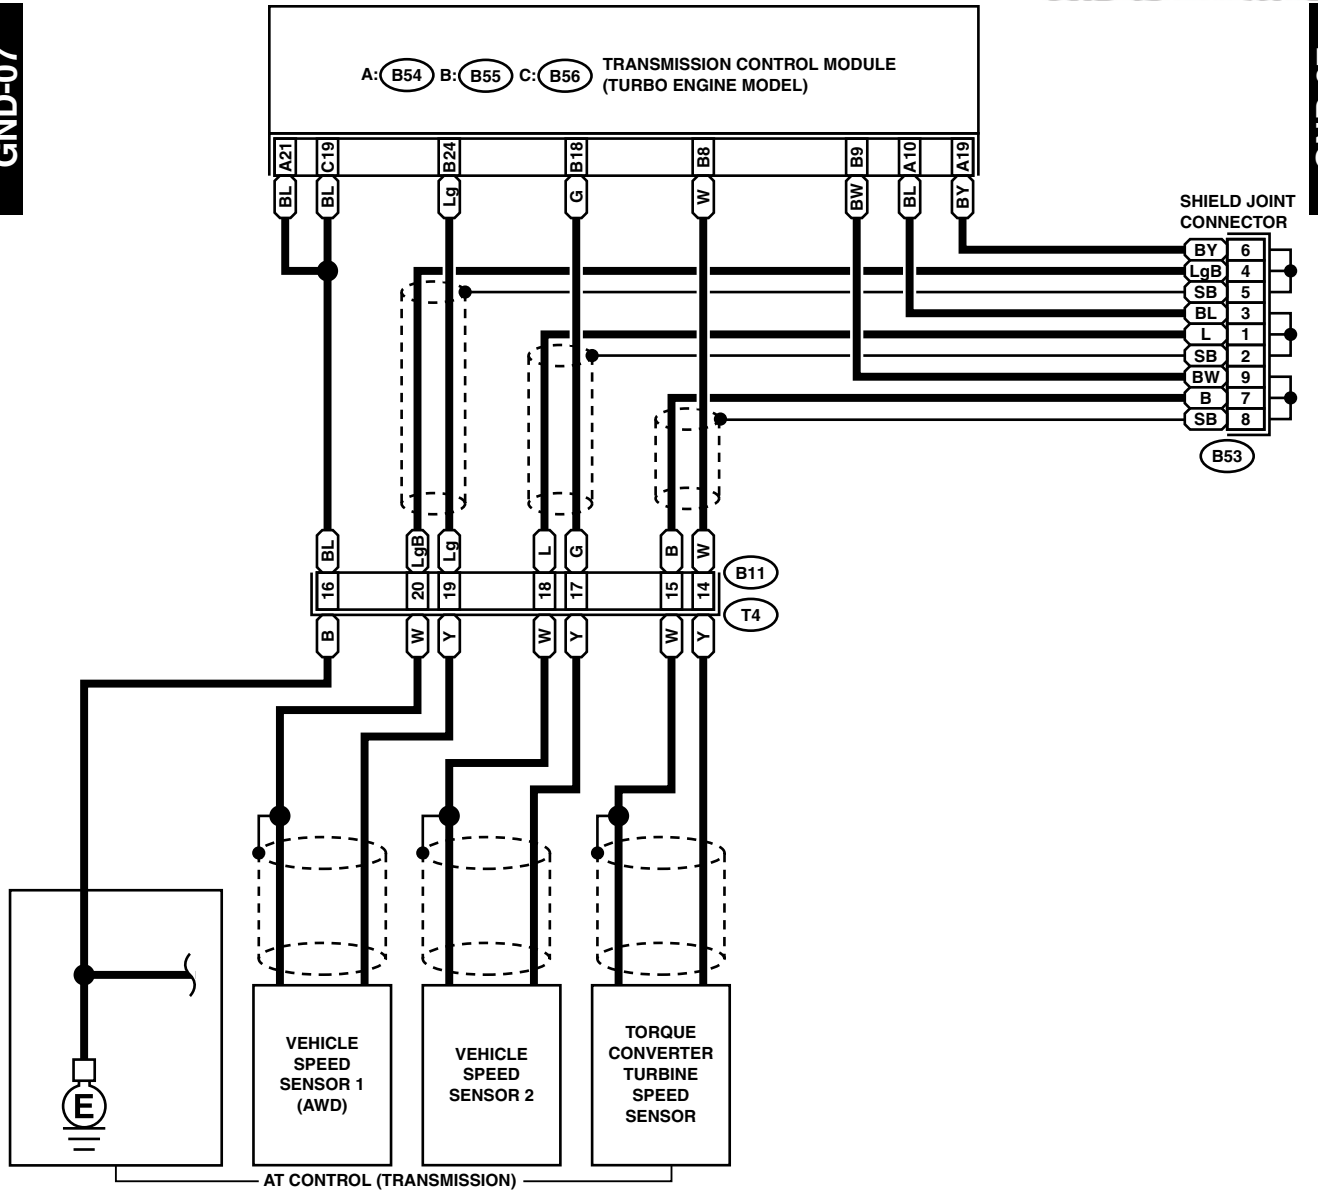 GND-07
A: B54 B: B55 C: B56
TRANSMISSION CONTROL MODULE
(TURBO ENGINE MODEL)
A21 C19 B24 B18 B8 B9 A10 A19
BL BL Lg G W BW BL BY
SHIELD JOINT
CONNECTOR
BY 6
LgB 4
SB 5
BL 3
L 1
SB 2
BW 9
B 7
SB 8
B53
BL LgB Lg L G B W
B11
16 20 19 18 17 15 14
T4
B W Y W Y W Y
VEHICLE
SPEED
SENSOR 1
(AWD)
VEHICLE
SPEED
SENSOR 2
TORQUE
CONVERTER
TURBINE
SPEED
SENSOR
E
AT CONTROL (TRANSMISSION)